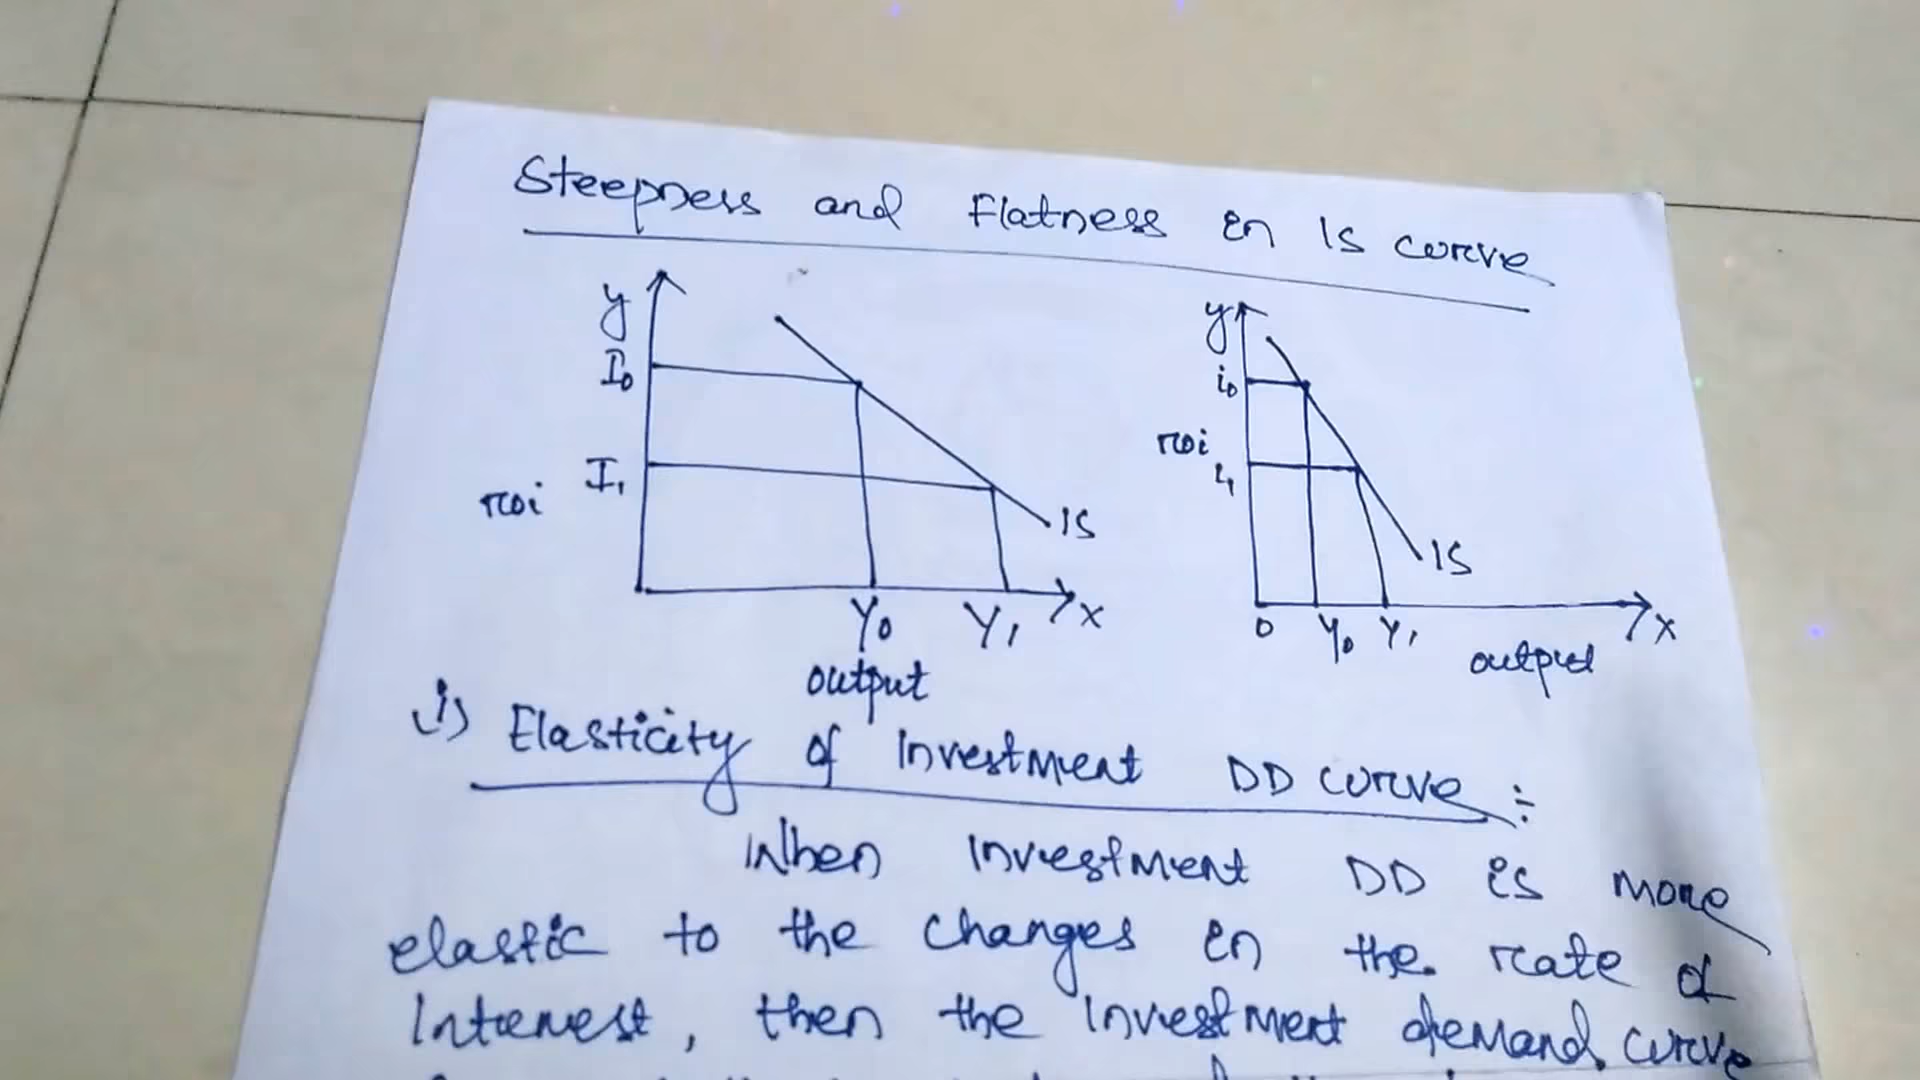 Steepness and Flatness in IS curve
y
I₀
I₁
roi
IS
Y₀
Y₁
x
output
y
i₀
roi
i₁
IS
0
Y₀
Y₁
x
output
i) Elasticity of Investment DD curve :-
When investment DD is more
elastic to the changes in the rate of
Interest, then the investment demand curve